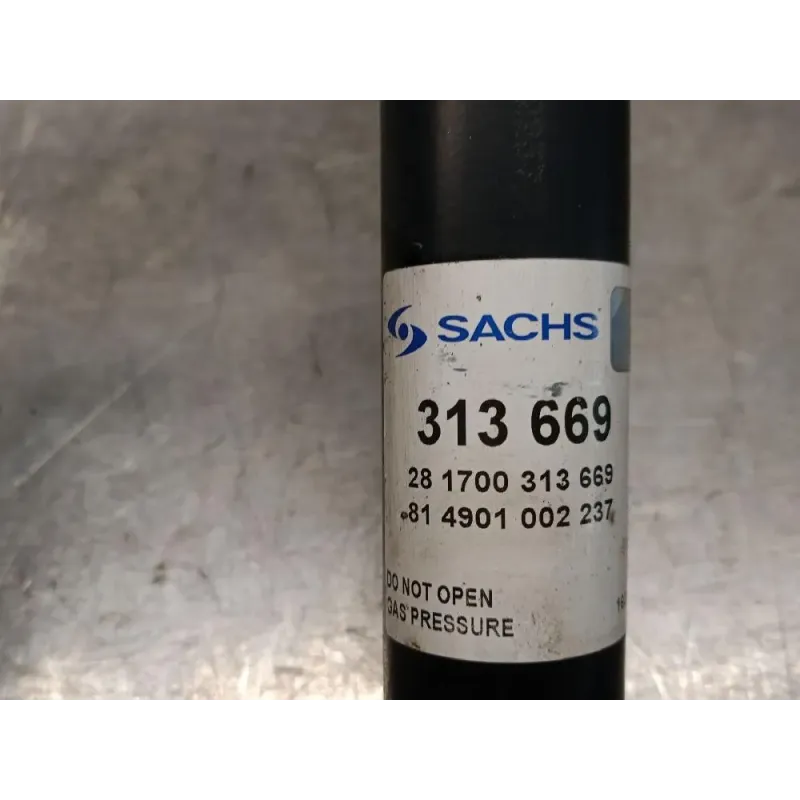 SACHS
313 669
28 1700 313 669
81 4901 002 237
DO NOT OPEN
GAS PRESSURE